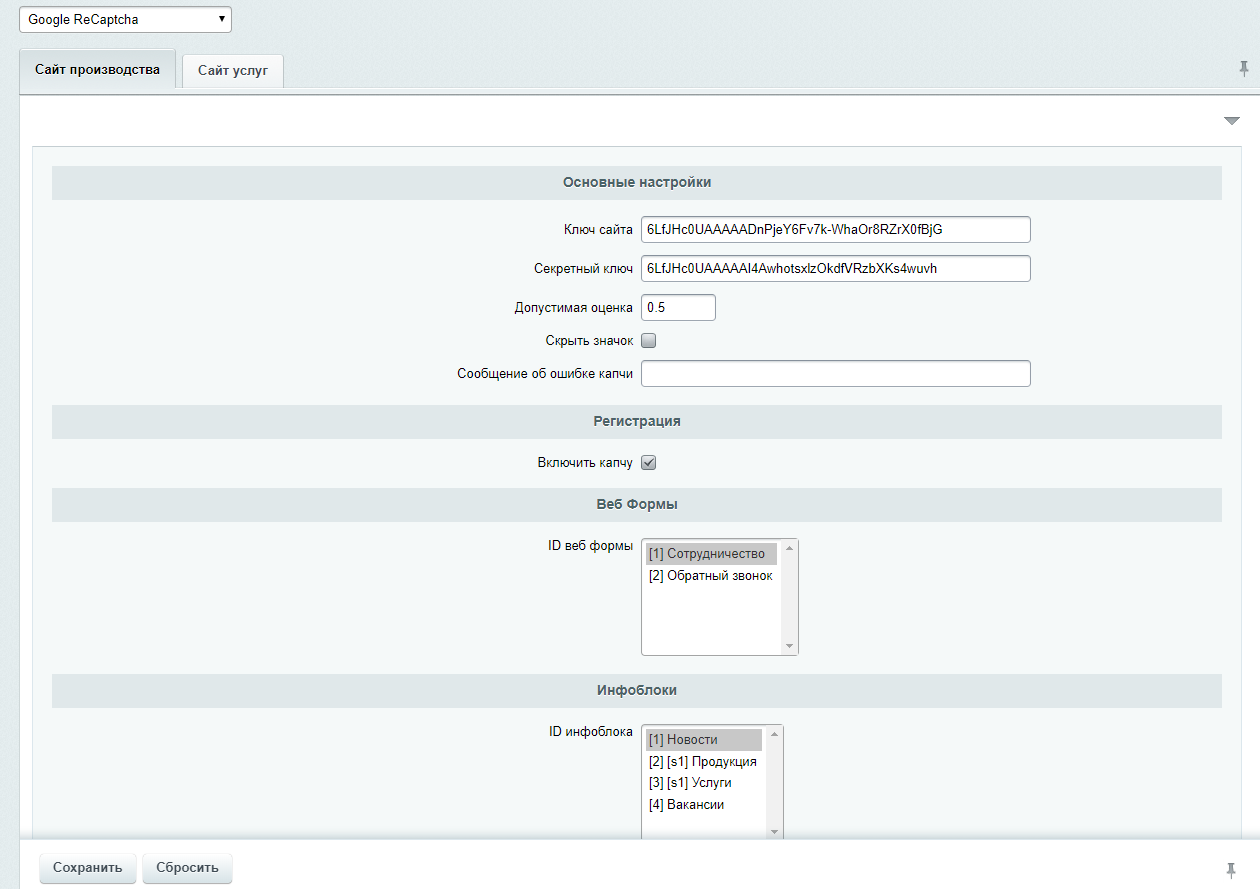 Google ReCaptcha
Сайт производства
Сайт услуг
Основные настройки
Ключ сайта 6LfJHc0UAAAAADnPjeY6Fv7k-WhaOr8RZrX0fBjG
Секретный ключ 6LfJHc0UAAAAAI4AwhotsxlzOkdfVRzbXKs4wuvh
Допустимая оценка 0.5
Скрыть значок
Сообщение об ошибке капчи
Регистрация
Включить капчу
Веб Формы
ID веб формы
[1] Сотрудничество
[2] Обратный звонок
Инфоблоки
ID инфоблока
[1] Новости
[2] [s1] Продукция
[3] [s1] Услуги
[4] Вакансии
Сохранить
Сбросить